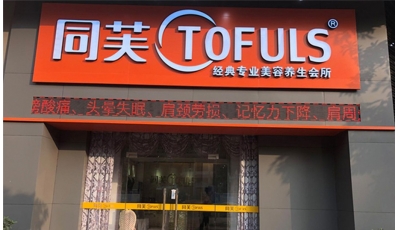 同芙 TOFULS®
经典专业美容养生会所
腰酸痛、头晕失眠、肩颈劳损、记忆力下降、肩周